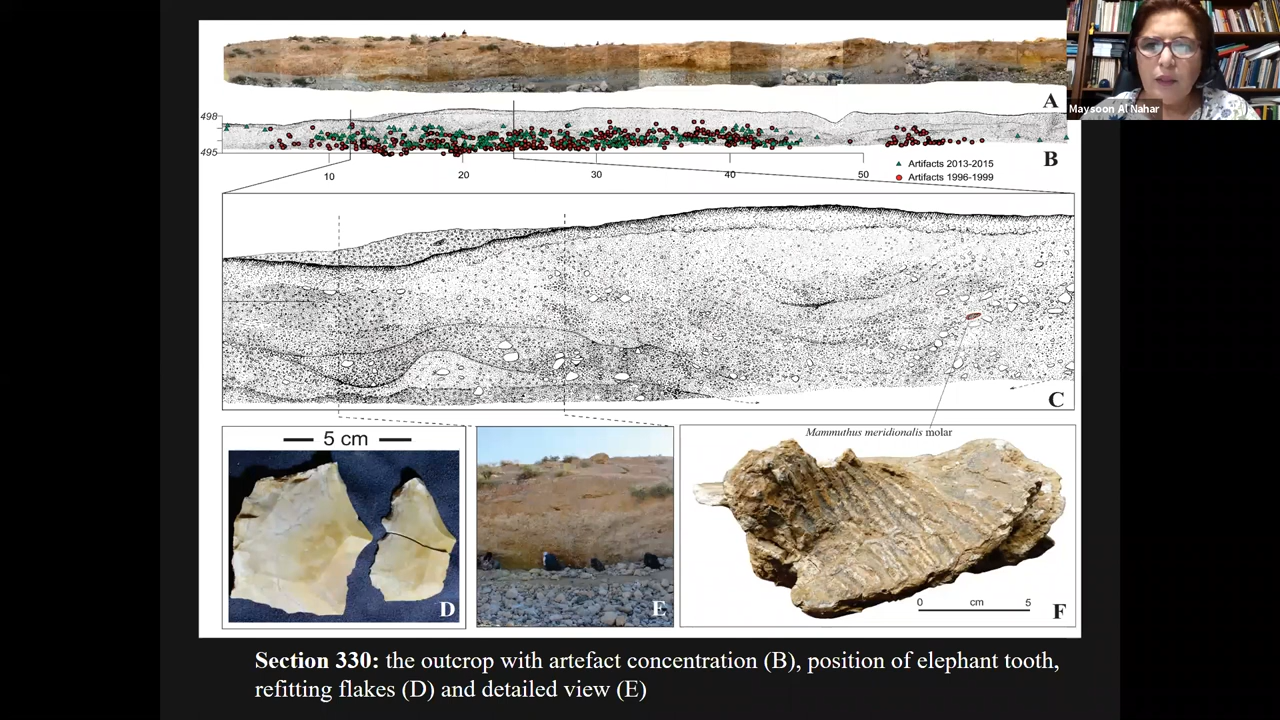 Maysoon Al Nahar
A
498
495
B
Artifacts 2013-2015
Artifacts 1996-1999
10
20
30
40
50
C
5 cm
Mammuthus meridionalis molar
D
E
0 cm 5
F
Section 330: the outcrop with artefact concentration (B), position of elephant tooth,
refitting flakes (D) and detailed view (E)